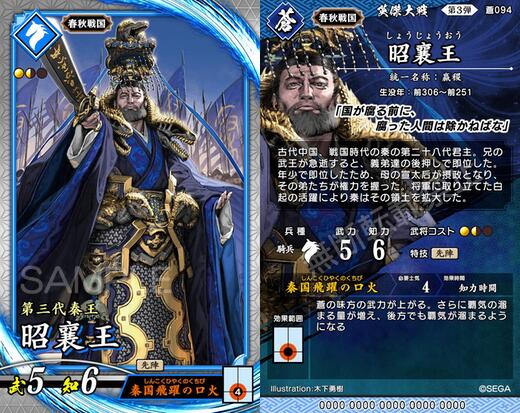 春秋戦国
SAMPLE
第三代秦王
昭襄王
先陣
武5 知6
しんこくひやくのくちび
秦国飛躍の口火
4
蒼
春秋戦国
英傑大戦
第3弾
蒼094
しょうじょうおう
昭襄王
統一名称：嬴稷
生没年：前306～前251
「国が腐る前に、
腐った人間は除かねばな」
古代中国、戦国時代の秦の第二十八代君主。兄の
武王が急逝すると、義弟達の後押しで即位した。
年少で即位したため、母の宣太后が摂政となり、
その弟たちが権力を握った。将軍に取り立てた白
起の活躍により秦はその領土を拡大した。
兵種 武力 知力 武将コスト
騎兵 5 6 特技 先陣
しんこくひやくのくちび 必要士気 効果時間
秦国飛躍の口火 4 知力時間
効果範囲
蒼の味方の武力が上がる。さらに覇気の溜
まる量が増え、後方でも覇気が溜まるよう
になる
無断転載
Illustration:木下勇樹
©SEGA
0000 0000 0000 0000 0000